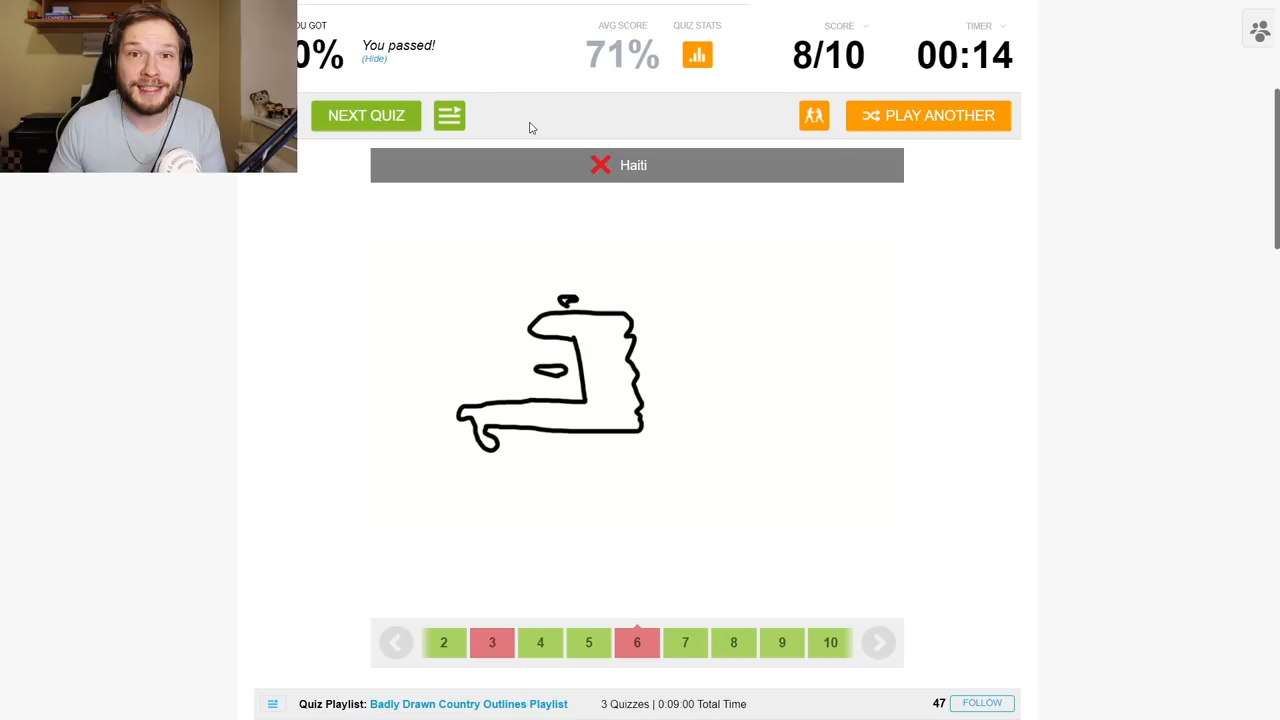 OU GOT
0%
You passed!
(Hide)
AVG SCORE
71%
QUIZ STATS
SCORE
8/10
TIMER
00:14
NEXT QUIZ
PLAY ANOTHER
Haiti
2 3 4 5 6 7 8 9 10
Quiz Playlist: Badly Drawn Country Outlines Playlist 3 Quizzes | 0:09:00 Total Time 47 FOLLOW